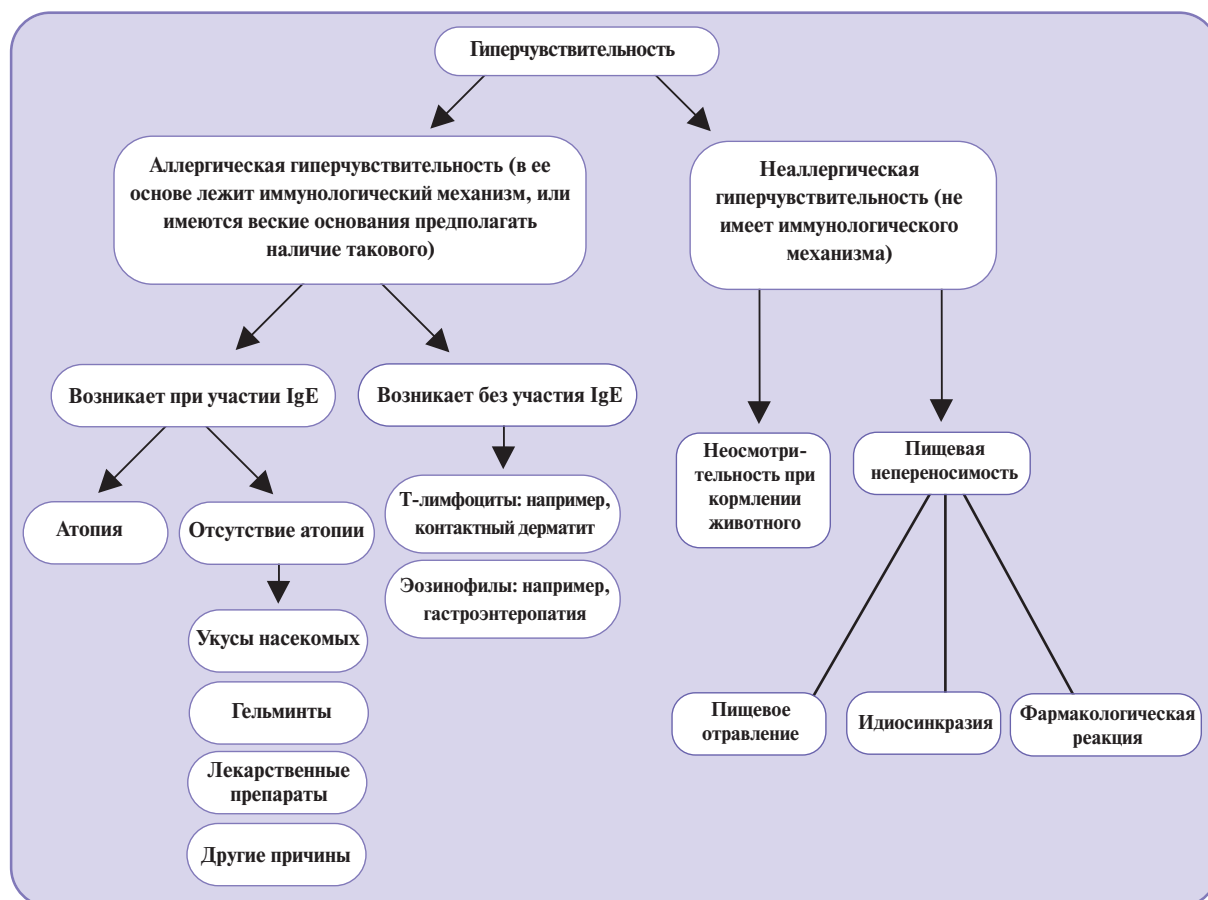 Гиперчувствительность
Аллергическая гиперчувствительность (в ее
основе лежит иммунологический механизм, или
имеются веские основания предполагать
наличие такового)
Неаллергическая
гиперчувствительность (не
имеет иммунологического
механизма)
Возникает при участии IgE
Возникает без участия IgE
Атопия
Отсутствие атопии
Укусы насекомых
Гельминты
Лекарственные
препараты
Другие причины
Т-лимфоциты: например,
контактный дерматит
Эозинофилы: например,
гастроэнтеропатия
Неосмотри-
тельность при
кормлении
животного
Пищевая
непереносимость
Пищевое
отравление
Идиосинкразия
Фармакологическая
реакция